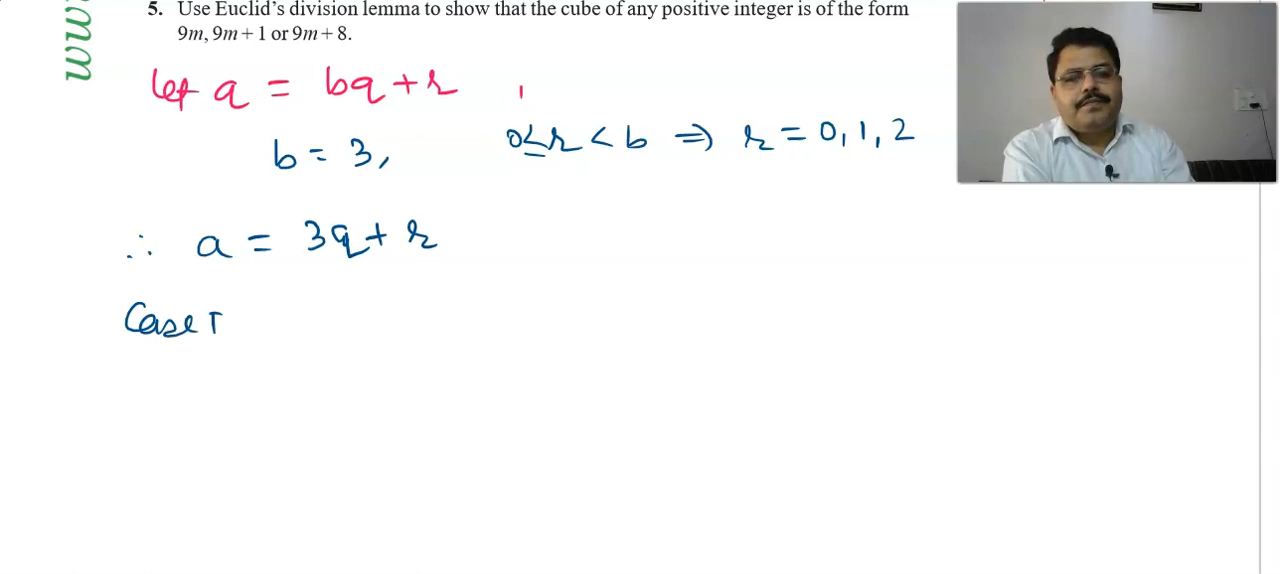 5. Use Euclid's division lemma to show that the cube of any positive integer is of the form
9m, 9m + 1 or 9m + 8.
let a = bq + r ,
b = 3, 0 ≤ r < b ⇒ r = 0, 1, 2
∴ a = 3q + r
Case I